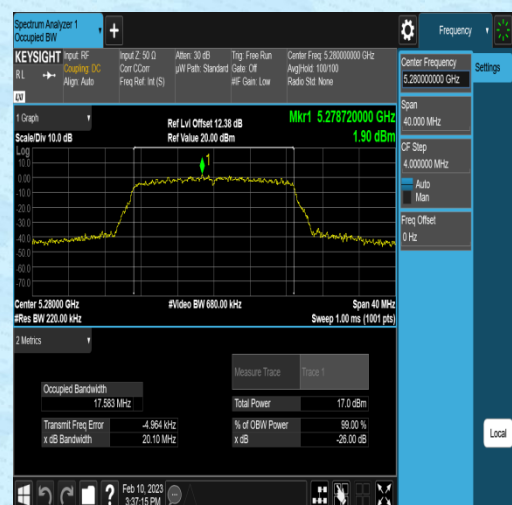 Spectrum Analyzer 1
Occupied BW
+
Frequency
KEYSIGHT
R L
Input: RF
Coupling: DC
Align: Auto
Input Z: 50 Ω
Corr CCorr
Freq Ref: Int (S)
Atten: 30 dB
µW Path: Standard
Trig: Free Run
Gate: Off
#IF Gain: Low
Center Freq: 5.280000000 GHz
Avg|Hold: 100/100
Radio Std: None
Center Frequency
5.280000000 GHz
Settings
Span
40.000 MHz
CF Step
4.000000 MHz
Auto
Man
Freq Offset
0 Hz
1 Graph
Scale/Div 10.0 dB
Ref Lvl Offset 12.38 dB
Ref Value 20.00 dBm
Mkr1 5.278720000 GHz
1.90 dBm
Log
10.0
0.00
-10.0
-20.0
-30.0
-40.0
-50.0
-60.0
-70.0
1
Center 5.28000 GHz
#Res BW 220.00 kHz
#Video BW 680.00 kHz
Span 40 MHz
Sweep 1.00 ms (1001 pts)
2 Metrics
Measure Trace
Trace 1
Occupied Bandwidth
17.583 MHz
Total Power
17.0 dBm
Transmit Freq Error
-4.964 kHz
% of OBW Power
99.00 %
x dB Bandwidth
20.10 MHz
x dB
-26.00 dB
Local
?
Feb 10, 2023
3:37:15 PM